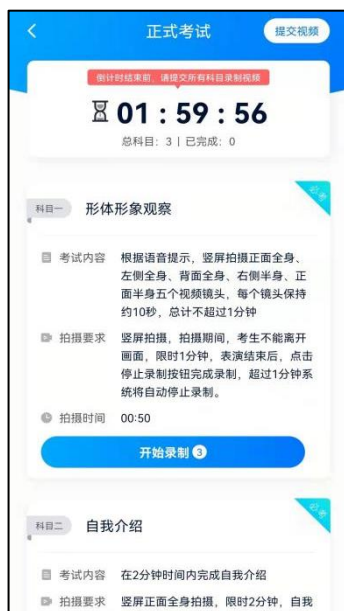 正式考试
提交视频
倒计时结束前，请提交所有科目录制视频
01 : 59 : 56
总科目：3 | 已完成：0
必考
科目一 形体形象观察
考试内容 根据语音提示，竖屏拍摄正面全身、
左侧全身、背面全身、右侧半身、正
面半身五个视频镜头，每个镜头保持
约10秒，总计不超过1分钟
拍摄要求 竖屏拍摄，拍摄期间，考生不能离开
画面，限时1分钟，表演结束后，点击
停止录制按钮完成录制，超过1分钟系
统将自动停止录制。
拍摄时间 00:50
开始录制 3
必考
科目二 自我介绍
考试内容 在2分钟时间内完成自我介绍
拍摄要求 竖屏正面全身拍摄，限时2分钟，自我